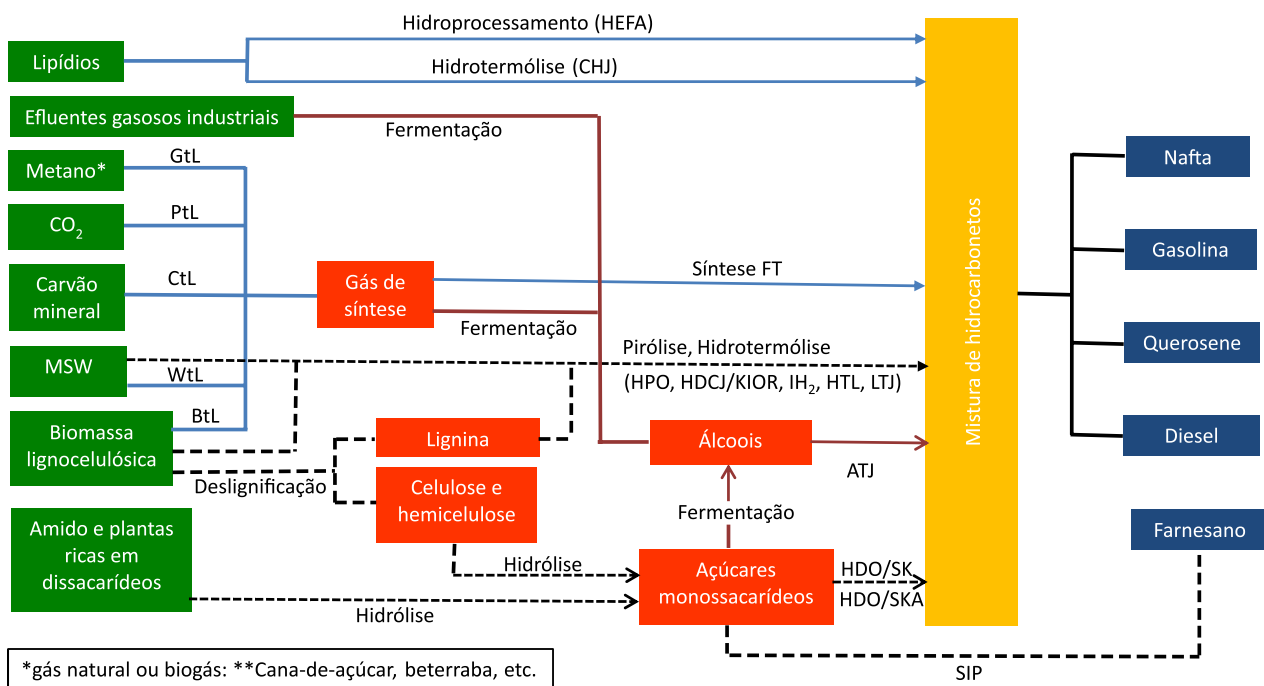 Hidroprocessamento (HEFA)
Lipídios
Hidrotermólise (CHJ)
Efluentes gasosos industriais
Fermentação
GtL
Metano*
PtL
CO₂
CtL
Carvão
mineral
Gás de
síntese
Síntese FT
Fermentação
MSW
WtL
Pirólise, Hidrotermólise
(HPO, HDCJ/KIOR, IH₂, HTL, LTJ)
BtL
Biomassa
lignocelulósica
Deslignificação
Lignina
Celulose e
hemicelulose
Álcoois
ATJ
Fermentação
Amido e plantas
ricas em
dissacarídeos
Hidrólise
Hidrólise
Açúcares
monossacarídeos
HDO/SK
HDO/SKA
SIP
Mistura de hidrocarbonetos
Nafta
Gasolina
Querosene
Diesel
Farnesano
*gás natural ou biogás: **Cana-de-açúcar, beterraba, etc.